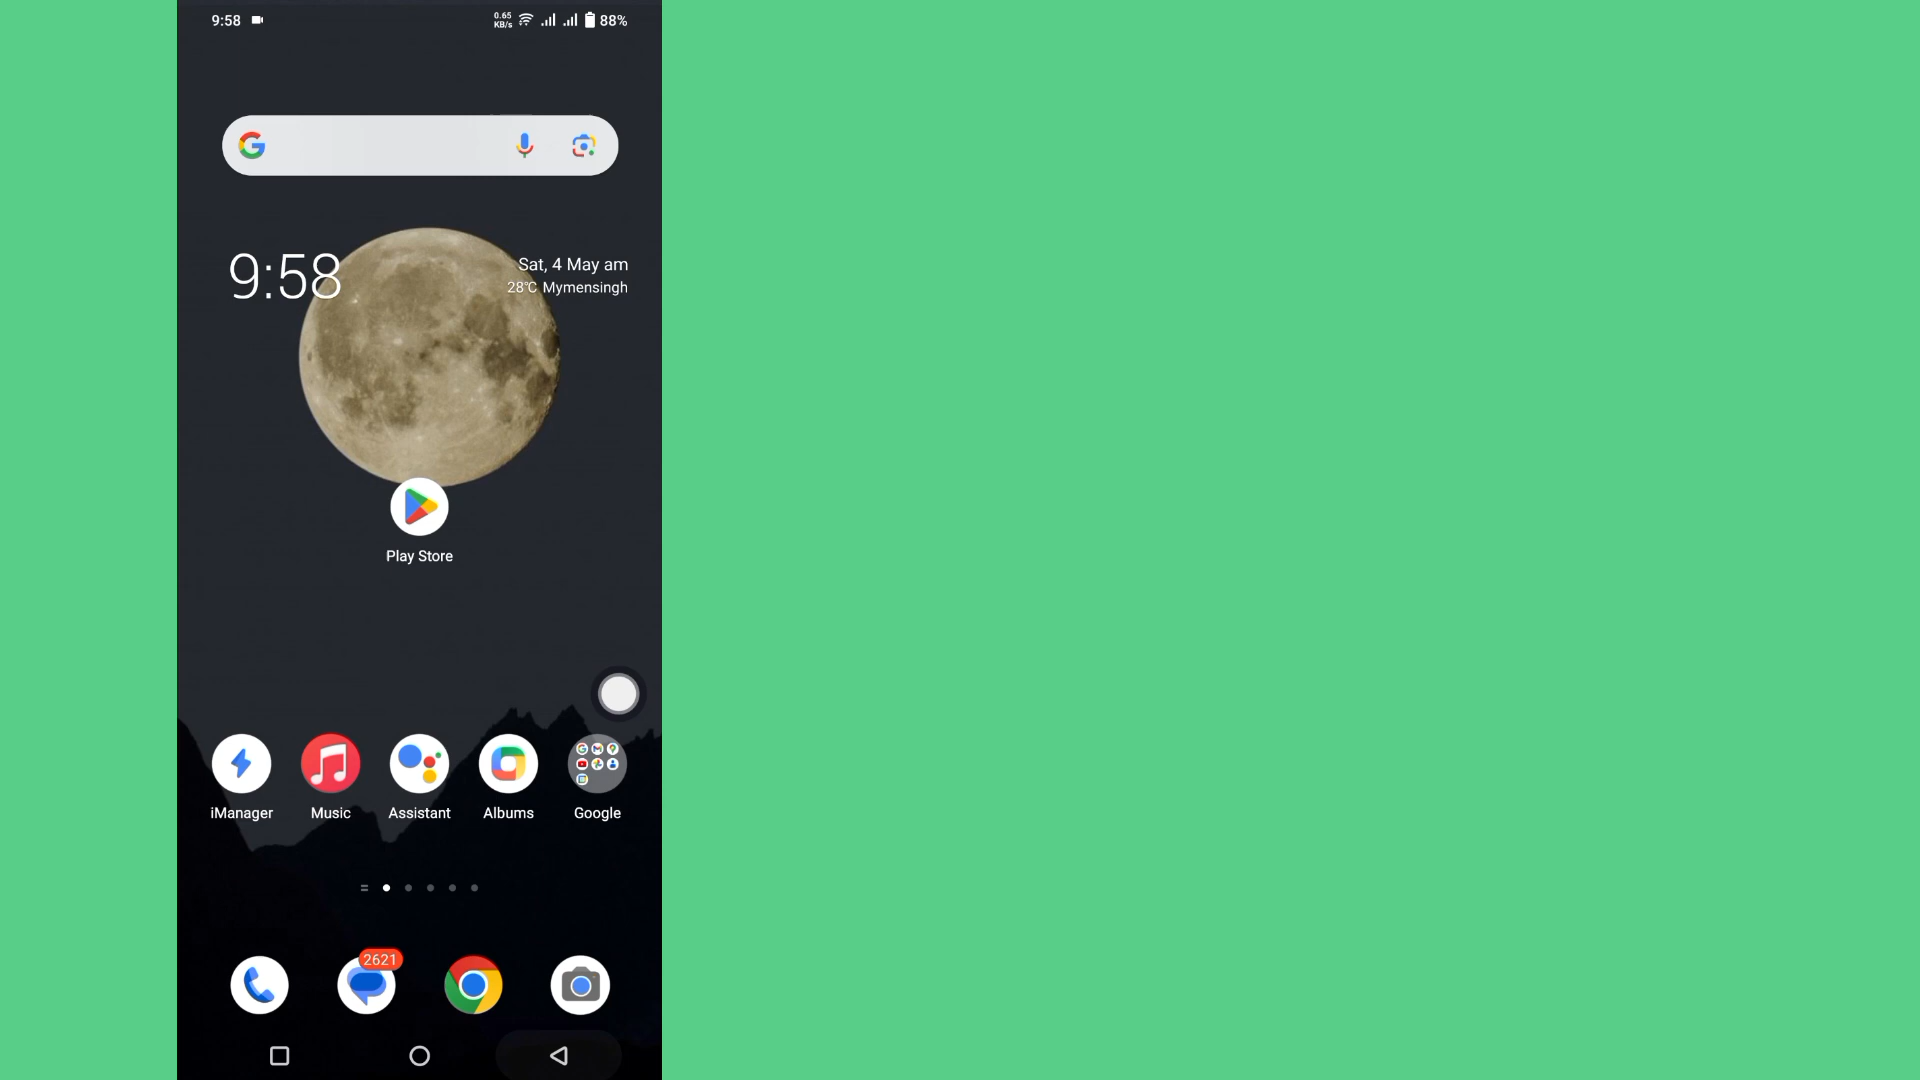 9:58
0.65
KB/s
88%
9:58
Sat, 4 May am
28℃ Mymensingh
Play Store
iManager
Music
Assistant
Albums
Google
2621